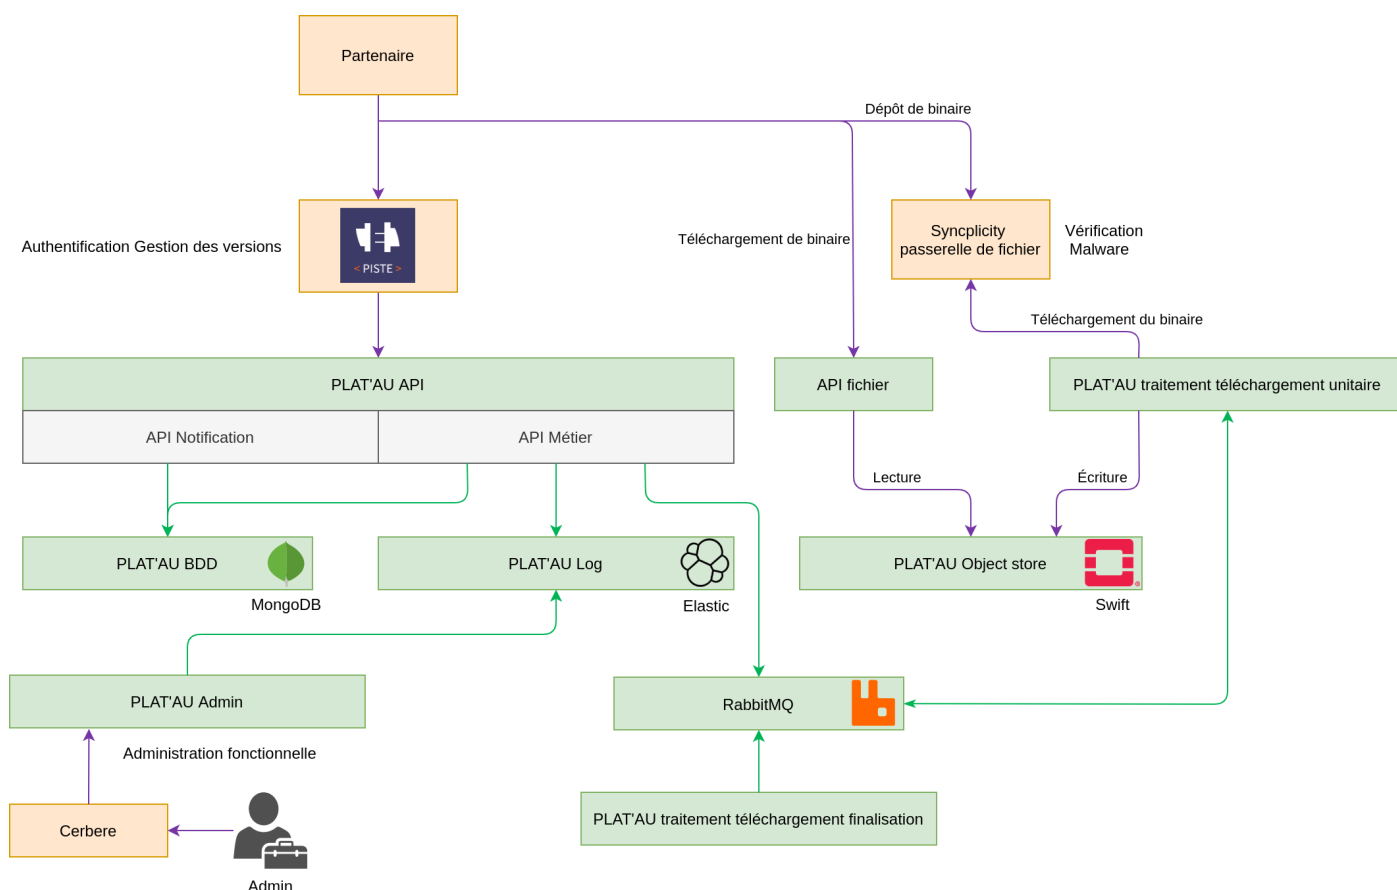 Partenaire
Dépôt de binaire
Authentification Gestion des versions
< PISTE >
Téléchargement de binaire
Syncplicity
passerelle de fichier
Vérification
Malware
Téléchargement du binaire
PLAT'AU API
API fichier
PLAT'AU traitement téléchargement unitaire
API Notification
API Métier
Lecture
Écriture
PLAT'AU BDD
PLAT'AU Log
PLAT'AU Object store
MongoDB
Elastic
Swift
PLAT'AU Admin
RabbitMQ
Administration fonctionnelle
PLAT'AU traitement téléchargement finalisation
Cerbere
Admin